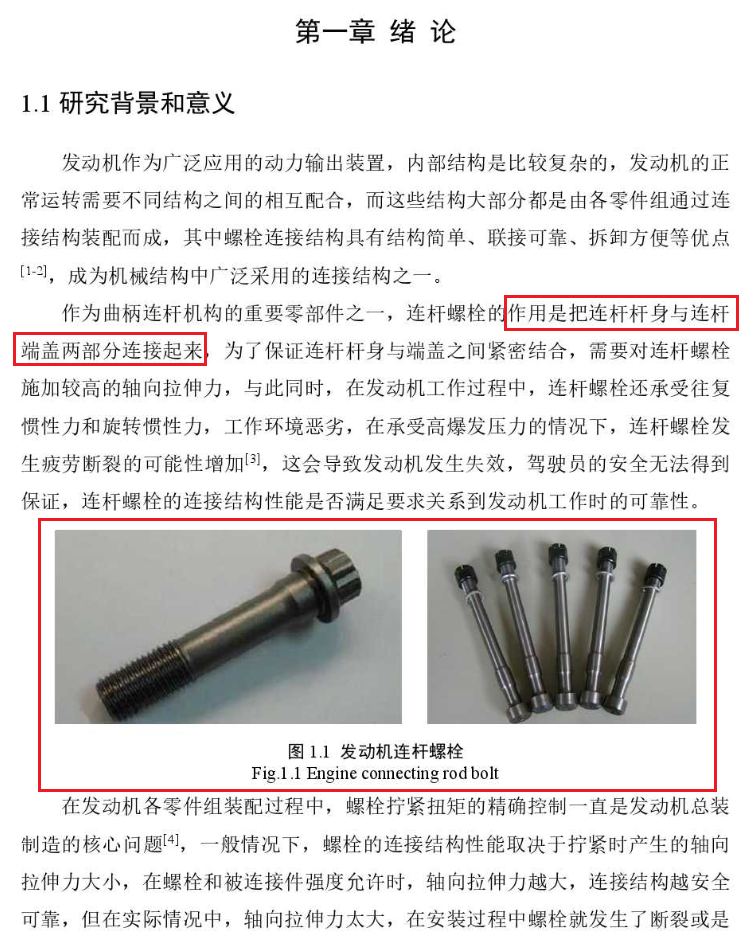 第一章 绪 论
1.1 研究背景和意义
发动机作为广泛应用的动力输出装置，内部结构是比较复杂的，发动机的正
常运转需要不同结构之间的相互配合，而这些结构大部分都是由各零件组通过连
接结构装配而成，其中螺栓连接结构具有结构简单、联接可靠、拆卸方便等优点
[1-2]，成为机械结构中广泛采用的连接结构之一。
作为曲柄连杆机构的重要零部件之一，连杆螺栓的作用是把连杆杆身与连杆
端盖两部分连接起来，为了保证连杆杆身与端盖之间紧密结合，需要对连杆螺栓
施加较高的轴向拉伸力，与此同时，在发动机工作过程中，连杆螺栓还承受往复
惯性力和旋转惯性力，工作环境恶劣，在承受高爆发压力的情况下，连杆螺栓发
生疲劳断裂的可能性增加[3]，这会导致发动机发生失效，驾驶员的安全无法得到
保证，连杆螺栓的连接结构性能是否满足要求关系到发动机工作时的可靠性。
图 1.1 发动机连杆螺栓
Fig.1.1 Engine connecting rod bolt
在发动机各零件组装配过程中，螺栓拧紧扭矩的精确控制一直是发动机总装
制造的核心问题[4]，一般情况下，螺栓的连接结构性能取决于拧紧时产生的轴向
拉伸力大小，在螺栓和被连接件强度允许时，轴向拉伸力越大，连接结构越安全
可靠，但在实际情况中，轴向拉伸力太大，在安装过程中螺栓就发生了断裂或是